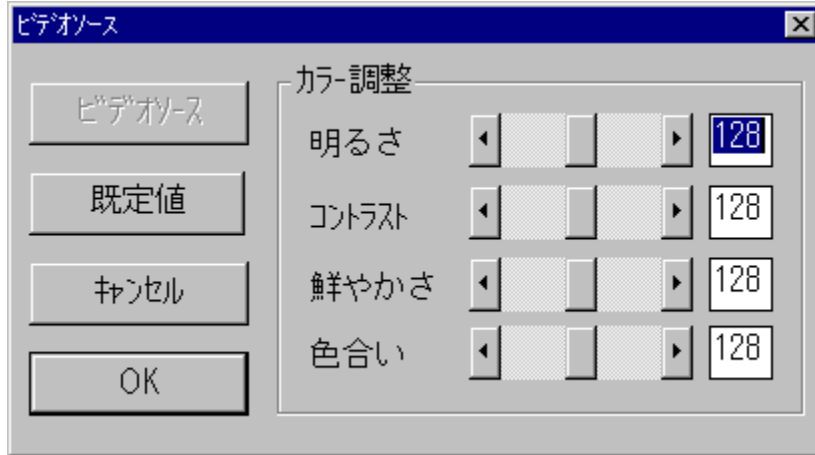 ビデオソース
ビデオソース
既定値
キャンセル
OK
カラー調整
明るさ 128
コントラスト 128
鮮やかさ 128
色合い 128